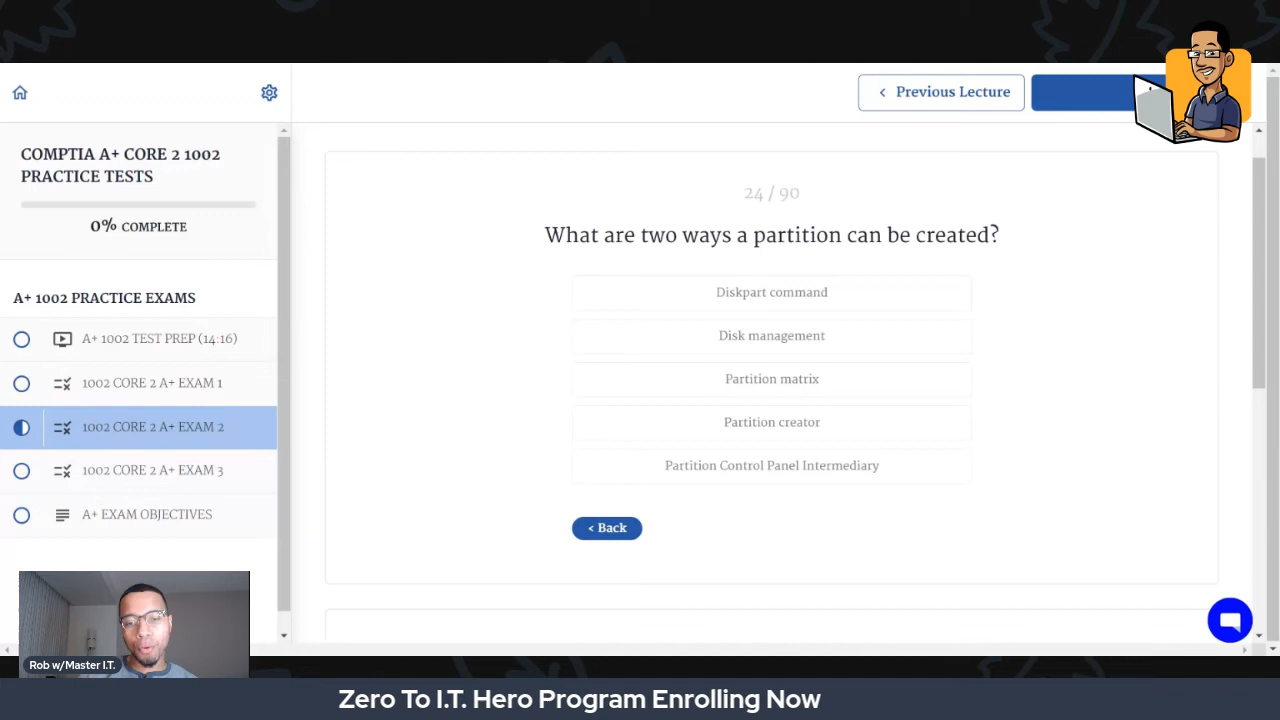 Previous Lecture
COMPTIA A+ CORE 2 1002
PRACTICE TESTS
0% COMPLETE
A+ 1002 PRACTICE EXAMS
A+ 1002 TEST PREP (14:16)
1002 CORE 2 A+ EXAM 1
1002 CORE 2 A+ EXAM 2
1002 CORE 2 A+ EXAM 3
A+ EXAM OBJECTIVES
24 / 90
What are two ways a partition can be created?
Diskpart command
Disk management
Partition matrix
Partition creator
Partition Control Panel Intermediary
< Back
Rob w/Master I.T.
Zero To I.T. Hero Program Enrolling Now